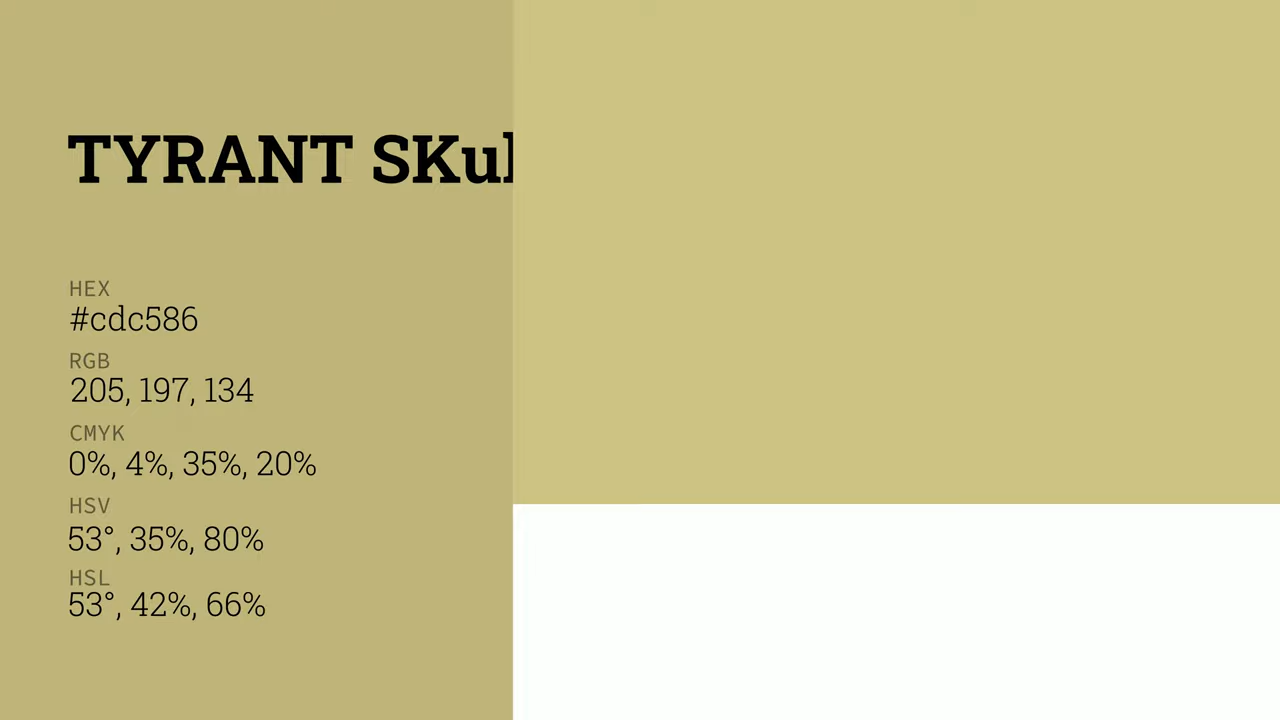 TYRANT SKul
HEX
#cdc586
RGB
205, 197, 134
CMYK
0%, 4%, 35%, 20%
HSV
53°, 35%, 80%
HSL
53°, 42%, 66%